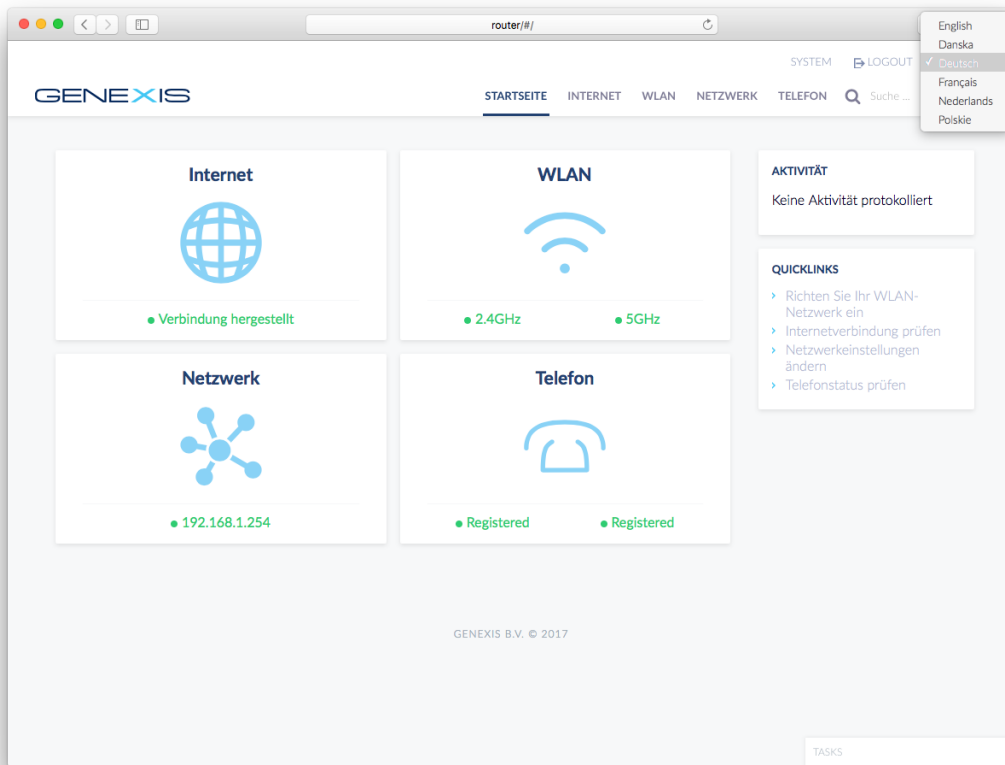 router/#/
English
Danska
✓ Deutsch
Français
Nederlands
Polskie
SYSTEM LOGOUT
GENEXIS
STARTSEITE INTERNET WLAN NETZWERK TELEFON Suche ...
Internet
Verbindung hergestellt
WLAN
2.4GHz 5GHz
Netzwerk
192.168.1.254
Telefon
Registered Registered
AKTIVITÄT
Keine Aktivität protokolliert
QUICKLINKS
Richten Sie Ihr WLAN-
Netzwerk ein
Internetverbindung prüfen
Netzwerkeinstellungen
ändern
Telefonstatus prüfen
GENEXIS B.V. © 2017
TASKS